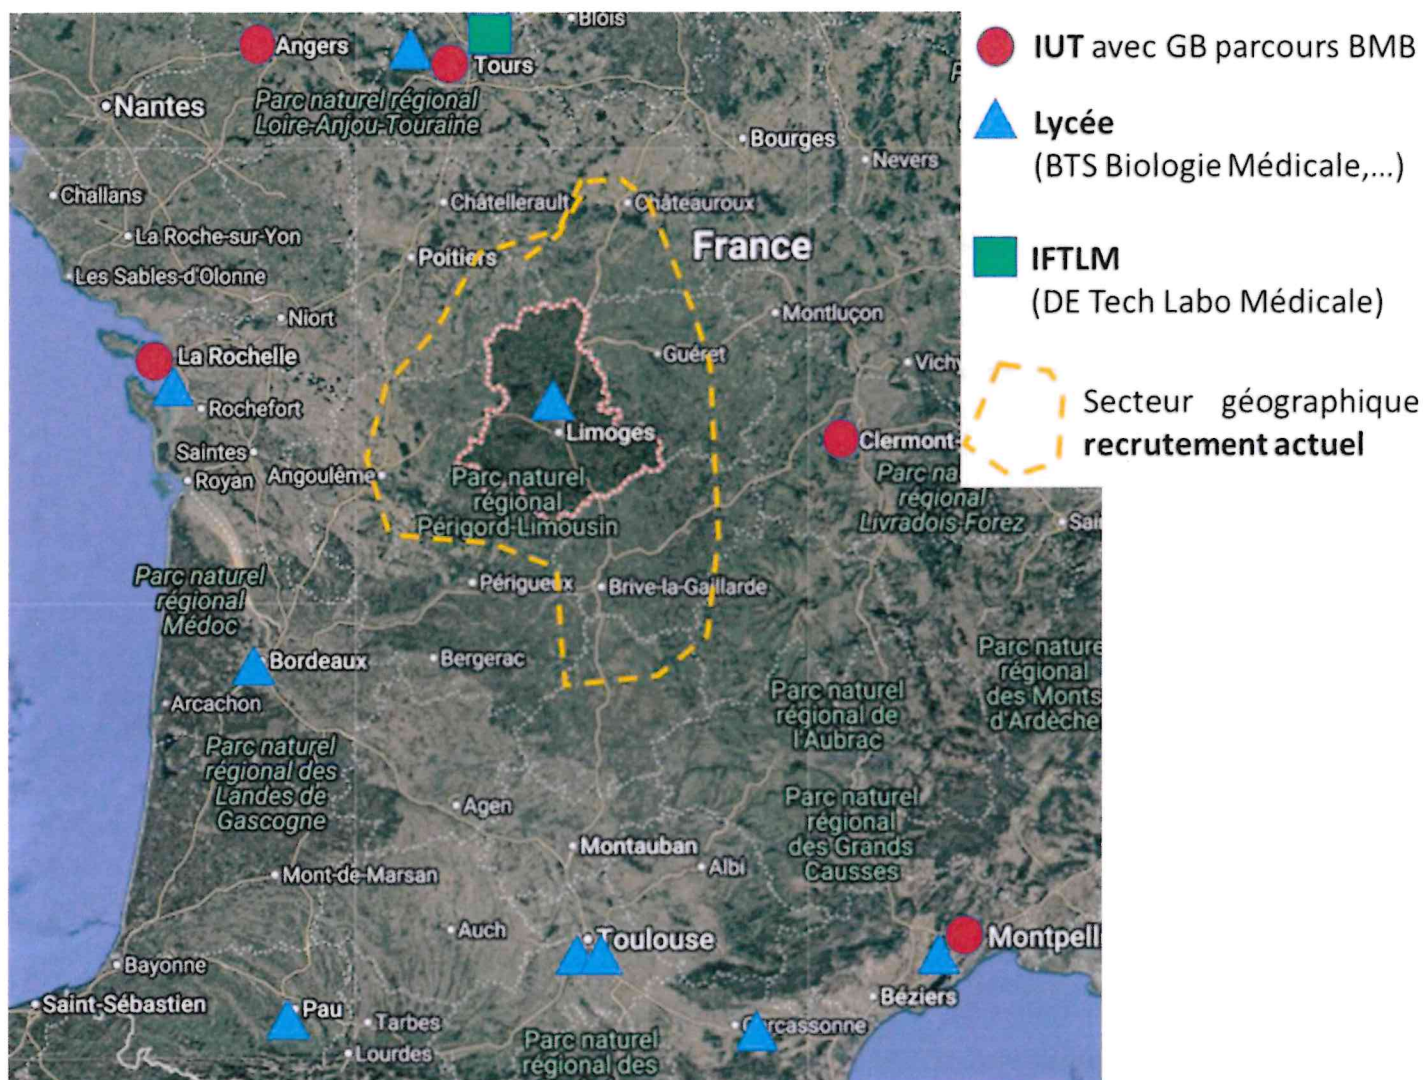 Blois
Angers
Tours
Nantes
Parc naturel régional
Loire-Anjou-Touraine
Bourges
Nevers
Challans
Châtellerault
Châteauroux
La Roche-sur-Yon
Poitiers
France
Les Sables-d'Olonne
Niort
Montluçon
La Rochelle
Guéret
Vichy
Rochefort
Limoges
Clermont-
Saintes
Angoulême
Royan
Parc naturel
régional
Périgord-Limousin
Parc na
régional
Livradois-Forez
Sai
Parc naturel
régional
Médoc
Périgueux
Brive-la-Gaillarde
Bordeaux
Bergerac
Parc nature
régional
des Monts
d'Ardèche
Arcachon
Parc naturel
régional de
l'Aubrac
Parc naturel
régional des
Landes de
Gascogne
Agen
Parc naturel
régional
des Grands
Causses
Montauban
Albi
Mont-de-Marsan
Auch
Toulouse
Montpell
Bayonne
Béziers
Saint-Sébastien
Pau
Tarbes
Carcassonne
Lourdes
Parc naturel
régional des
IUT avec GB parcours BMB
Lycée
(BTS Biologie Médicale,...)
IFTLM
(DE Tech Labo Médicale)
Secteur géographique
recrutement actuel